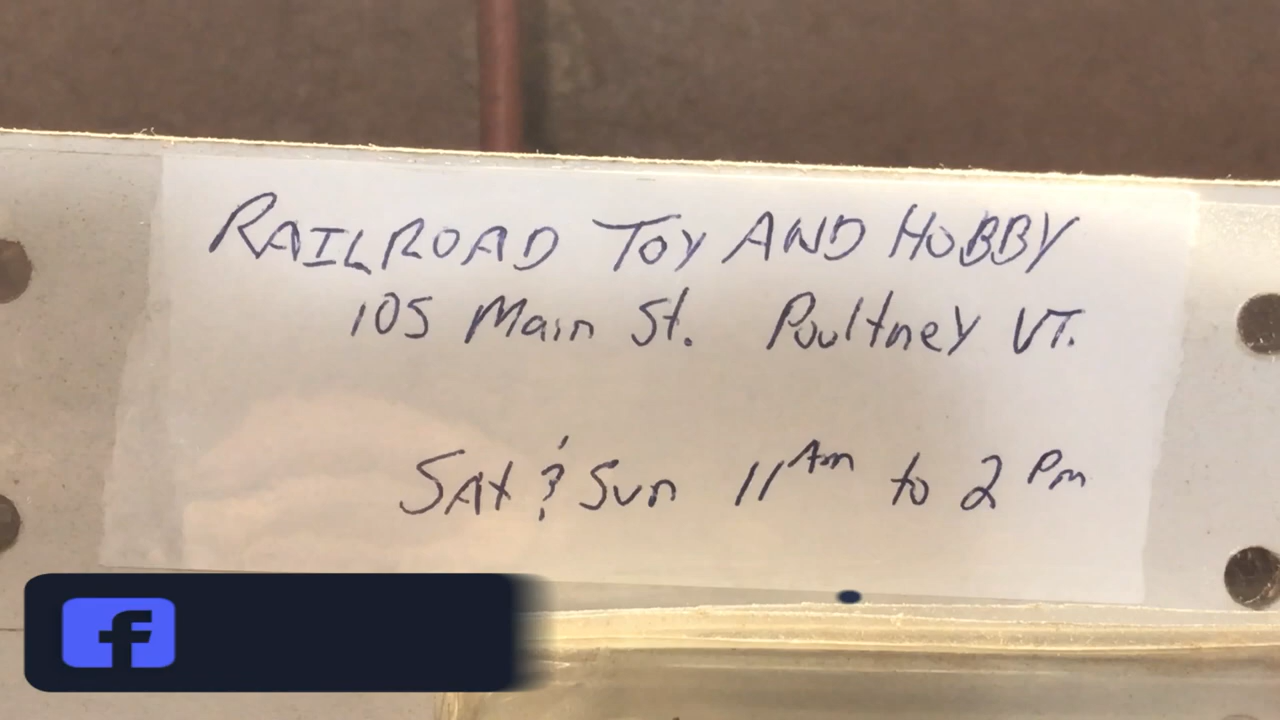 RAILROAD TOY AND HOBBY
105 Main St. Poultney VT.
SAt & Sun 11 Am to 2 Pm
f